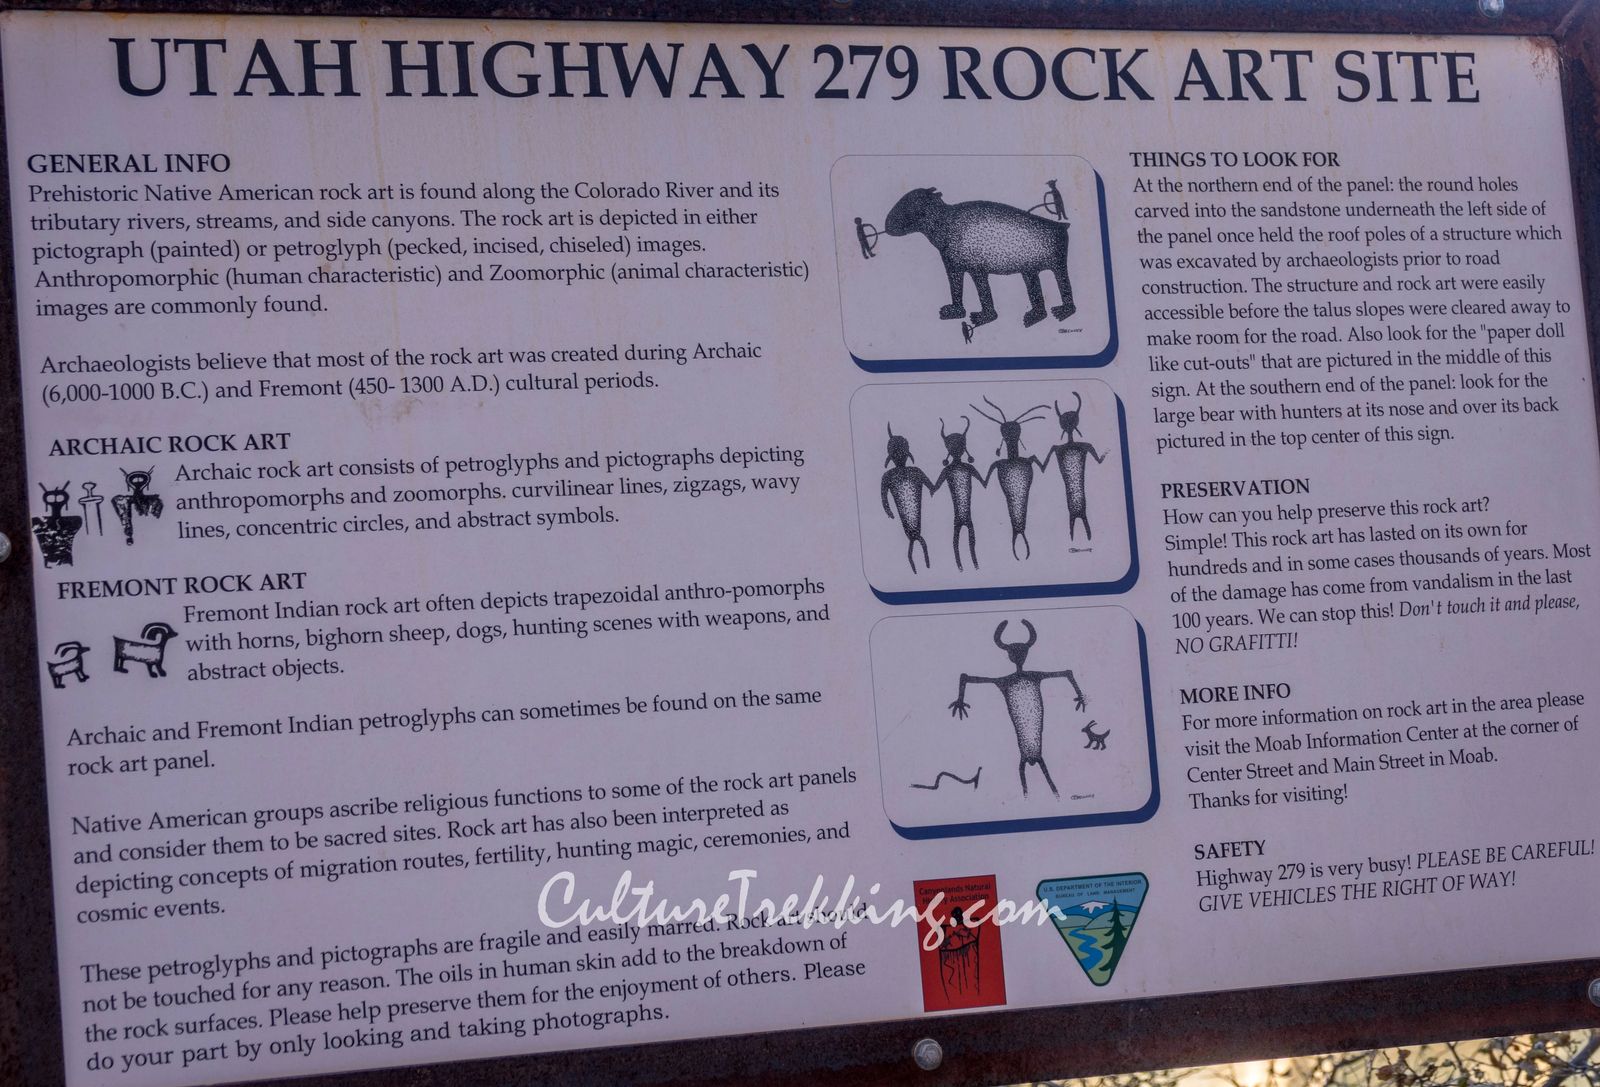 UTAH HIGHWAY 279 ROCK ART SITE
GENERAL INFO
Prehistoric Native American rock art is found along the Colorado River and its
tributary rivers, streams, and side canyons. The rock art is depicted in either
pictograph (painted) or petroglyph (pecked, incised, chiseled) images.
Anthropomorphic (human characteristic) and Zoomorphic (animal characteristic)
images are commonly found.
Archaeologists believe that most of the rock art was created during Archaic
(6,000-1000 B.C.) and Fremont (450- 1300 A.D.) cultural periods.
ARCHAIC ROCK ART
Archaic rock art consists of petroglyphs and pictographs depicting
anthropomorphs and zoomorphs. curvilinear lines, zigzags, wavy
lines, concentric circles, and abstract symbols.
FREMONT ROCK ART
Fremont Indian rock art often depicts trapezoidal anthro-pomorphs
with horns, bighorn sheep, dogs, hunting scenes with weapons, and
abstract objects.
Archaic and Fremont Indian petroglyphs can sometimes be found on the same
rock art panel.
Native American groups ascribe religious functions to some of the rock art panels
and consider them to be sacred sites. Rock art has also been interpreted as
depicting concepts of migration routes, fertility, hunting magic, ceremonies, and
cosmic events.
These petroglyphs and pictographs are fragile and easily marred. Rock art should
not be touched for any reason. The oils in human skin add to the breakdown of
the rock surfaces. Please help preserve them for the enjoyment of others. Please
do your part by only looking and taking photographs.
THINGS TO LOOK FOR
At the northern end of the panel: the round holes
carved into the sandstone underneath the left side of
the panel once held the roof poles of a structure which
was excavated by archaeologists prior to road
construction. The structure and rock art were easily
accessible before the talus slopes were cleared away to
make room for the road. Also look for the "paper doll
like cut-outs" that are pictured in the middle of this
sign. At the southern end of the panel: look for the
large bear with hunters at its nose and over its back
pictured in the top center of this sign.
PRESERVATION
How can you help preserve this rock art?
Simple! This rock art has lasted on its own for
hundreds and in some cases thousands of years. Most
of the damage has come from vandalism in the last
100 years. We can stop this! Don't touch it and please,
NO GRAFITTI!
MORE INFO
For more information on rock art in the area please
visit the Moab Information Center at the corner of
Center Street and Main Street in Moab.
Thanks for visiting!
SAFETY
Highway 279 is very busy! PLEASE BE CAREFUL!
GIVE VEHICLES THE RIGHT OF WAY!
Canyonlands Natural
History Association
U.S. DEPARTMENT OF THE INTERIOR
BUREAU OF LAND MANAGEMENT
CultureTrekking.com